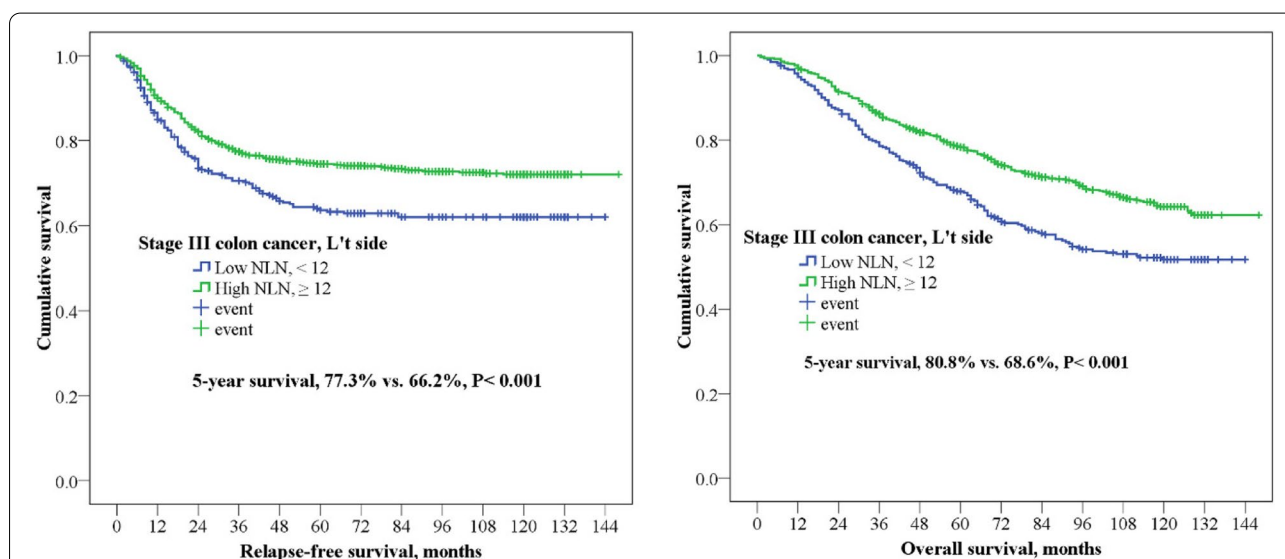 1.0
0.8
0.6
0.4
0.2
0.0
Cumulative survival
Stage III colon cancer, L't side
Low NLN, < 12
High NLN, ≥ 12
event
event
5-year survival, 77.3% vs. 66.2%, P< 0.001
0 12 24 36 48 60 72 84 96 108 120 132 144
Relapse-free survival, months
1.0
0.8
0.6
0.4
0.2
0.0
Cumulative survival
Stage III colon cancer, L't side
Low NLN, < 12
High NLN, ≥ 12
event
event
5-year survival, 80.8% vs. 68.6%, P< 0.001
0 12 24 36 48 60 72 84 96 108 120 132 144
Overall survival, months